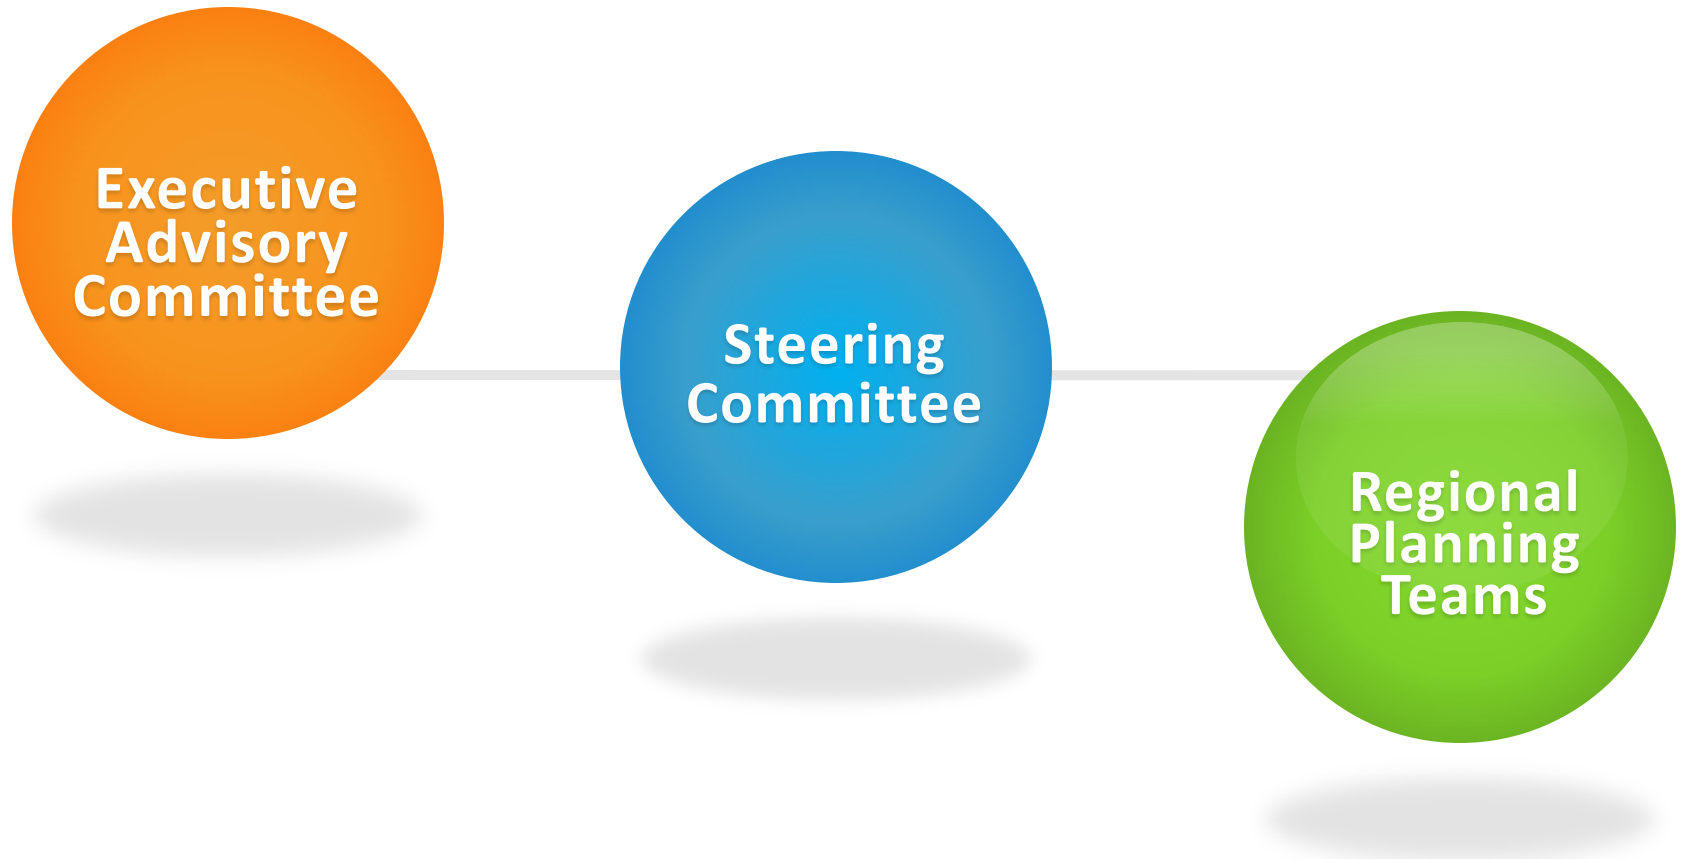 Executive
Advisory
Committee
Steering
Committee
Regional
Planning
Teams